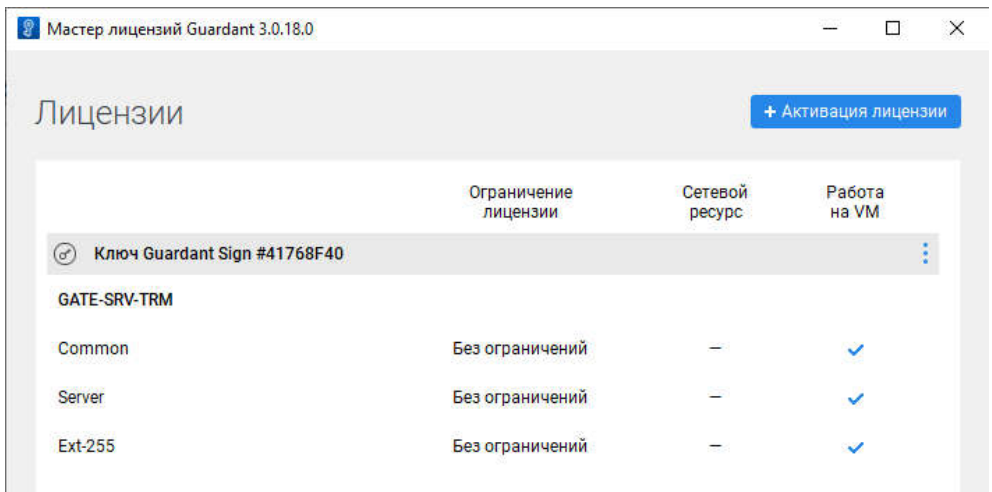 Мастер лицензий Guardant 3.0.18.0
Лицензии
+ Активация лицензии
Ограничение лицензии
Сетевой ресурс
Работа на VM
Ключ Guardant Sign #41768F40
GATE-SRV-TRM
Common Без ограничений –
Server Без ограничений –
Ext-255 Без ограничений –